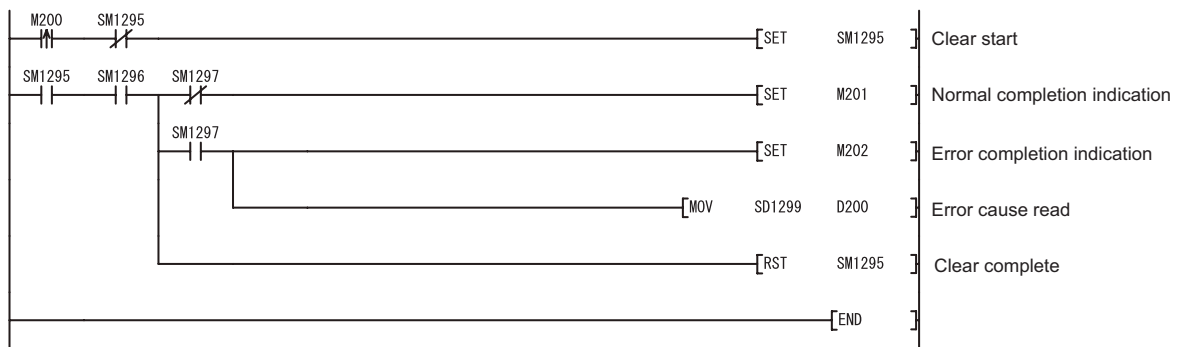 M200 SM1295
[SET SM1295 ] Clear start
SM1295 SM1296 SM1297
[SET M201 ] Normal completion indication
SM1297
[SET M202 ] Error completion indication
[MOV SD1299 D200 ] Error cause read
[RST SM1295 ] Clear complete
[END ]